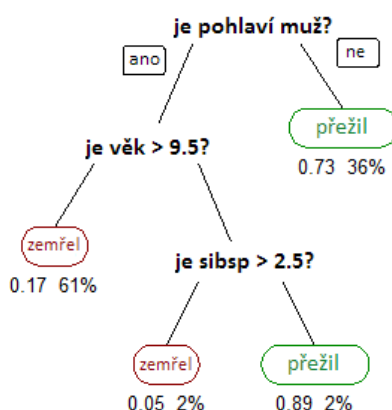 je pohlaví muž?
ano
ne
přežil
0.73 36%
je věk > 9.5?
zemřel
0.17 61%
je sibsp > 2.5?
zemřel
přežil
0.05 2%
0.89 2%